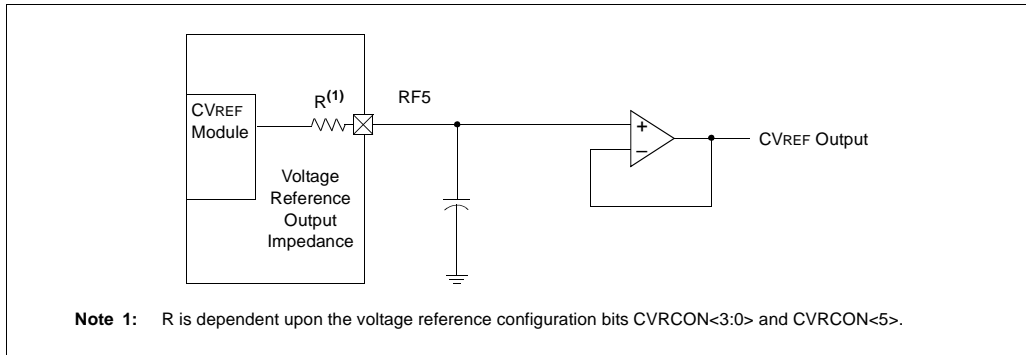 CVREF
Module
R(1)
RF5
Voltage
Reference
Output
Impedance
+
−
CVREF Output
Note 1: R is dependent upon the voltage reference configuration bits CVRCON<3:0> and CVRCON<5>.